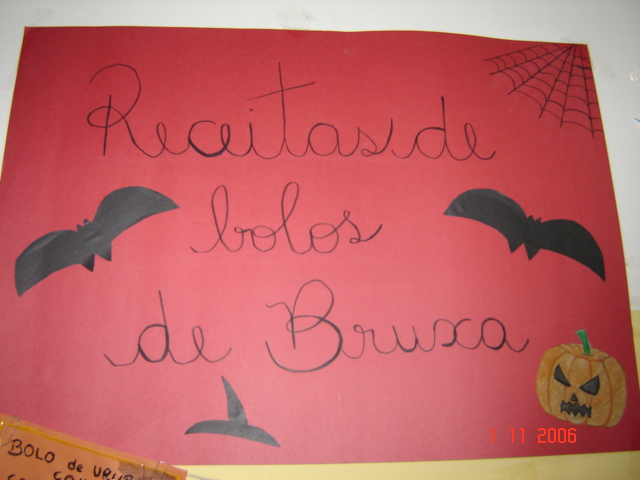 Receitas de
bolos
de Bruxa
BOLO de
1 11 2006